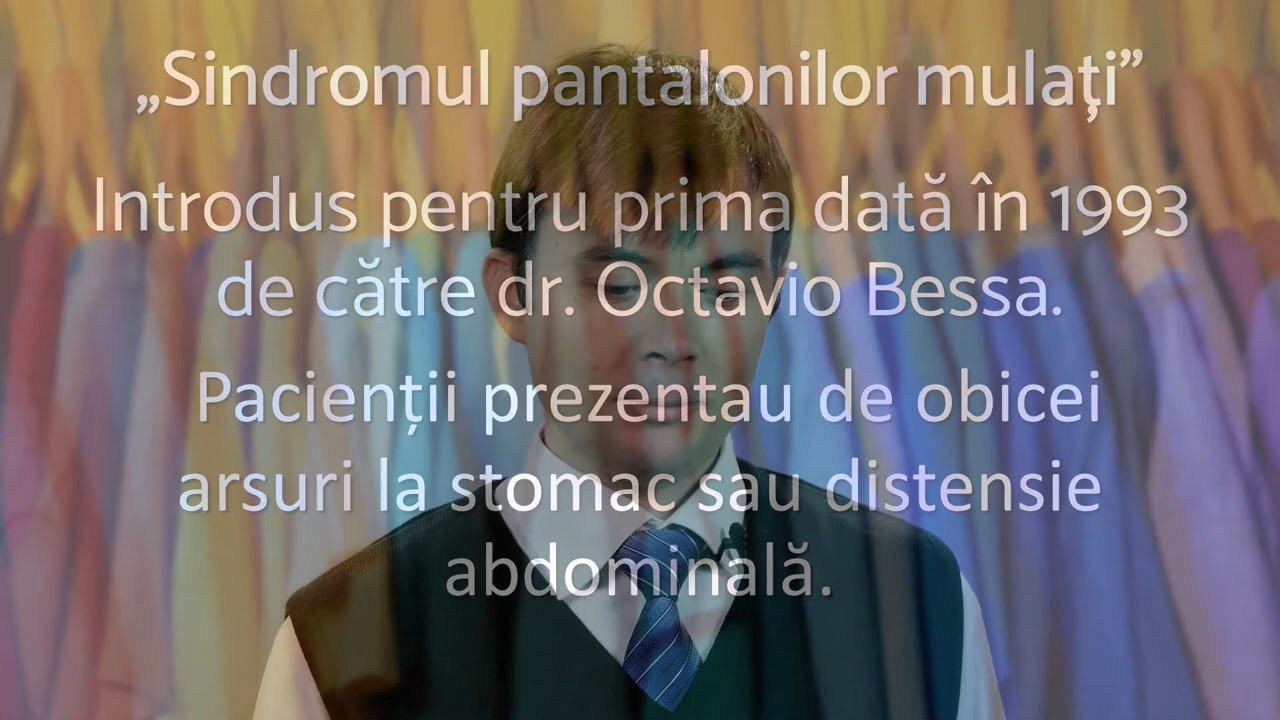 „Sindromul pantalonilor mulaţi”
Introdus pentru prima dată în 1993
de către dr. Octavio Bessa.
Pacienții prezentau de obicei
arsuri la stomac sau distensie
abdominală.